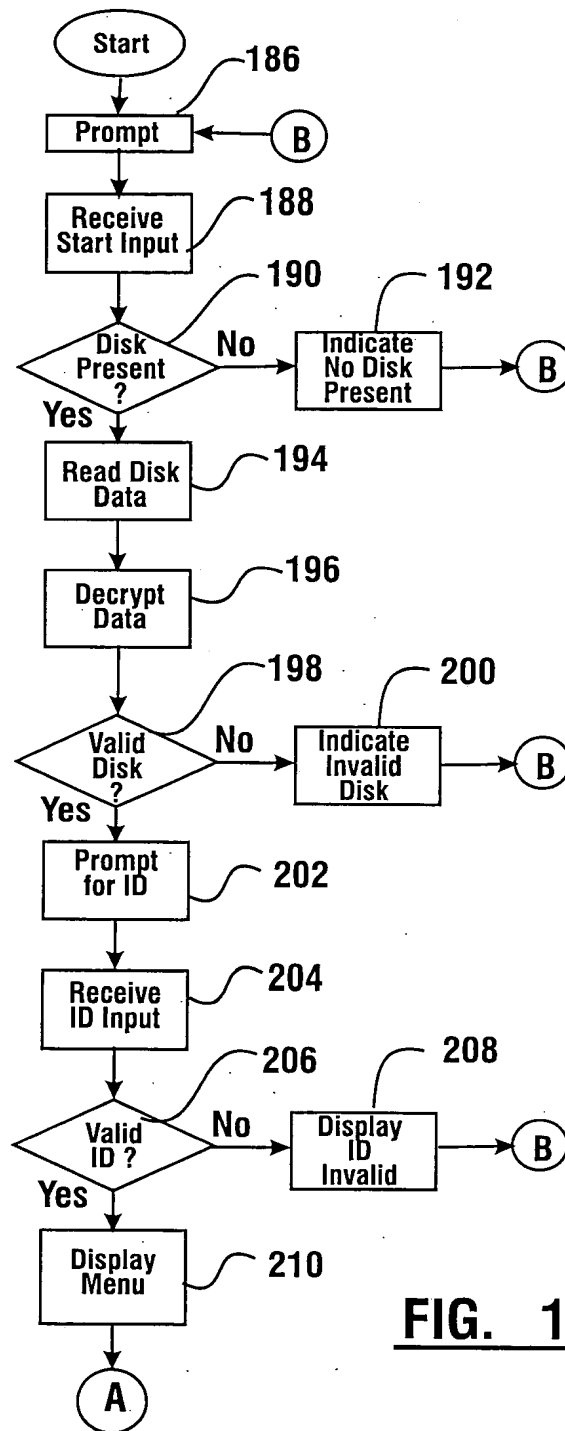 Start
186
Prompt
B
Receive
Start Input
188
190
192
Disk
Present
?
No
Indicate
No Disk
Present
B
Yes
Read Disk
Data
194
Decrypt
Data
196
198
200
Valid
Disk
?
No
Indicate
Invalid
Disk
B
Yes
Prompt
for ID
202
Receive
ID Input
204
206
208
Valid
ID ?
No
Display
ID
Invalid
B
Yes
Display
Menu
210
FIG. 1
A